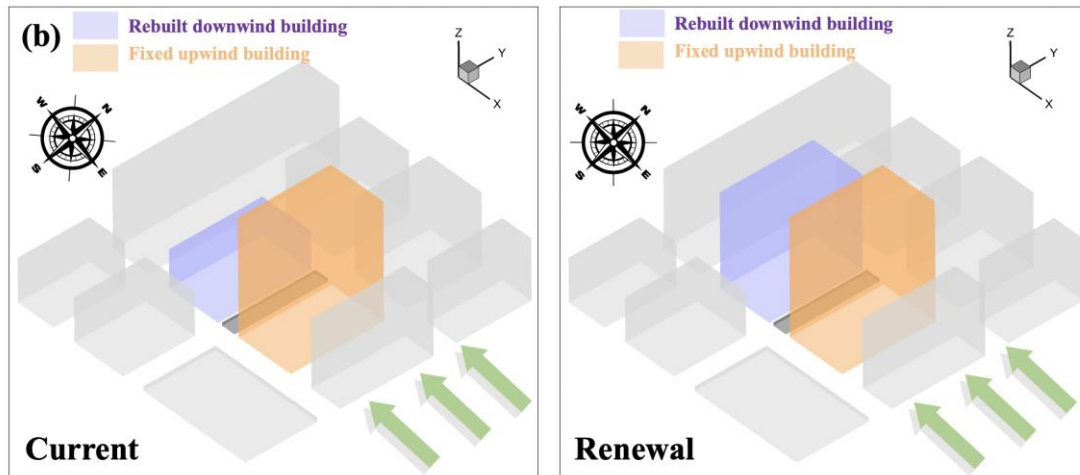 (b)
Rebuilt downwind building
Fixed upwind building
Z
Y
X
W
N
S
E
Current
Rebuilt downwind building
Fixed upwind building
Z
Y
X
W
N
S
E
Renewal